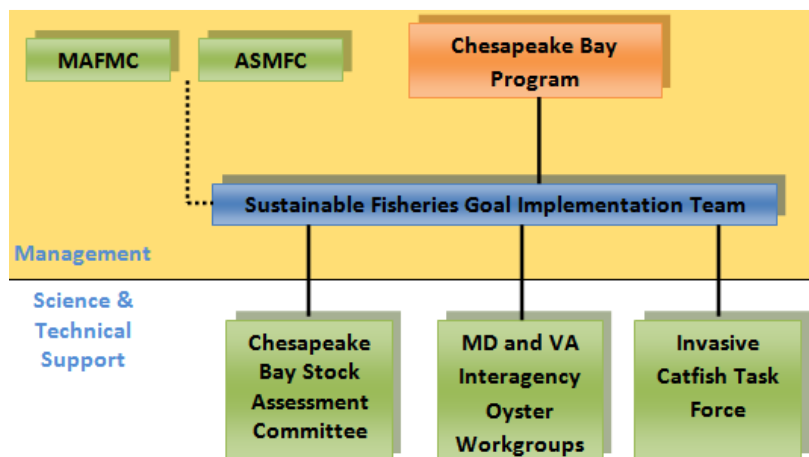 MAFMC
ASMFC
Chesapeake Bay
Program
Sustainable Fisheries Goal Implementation Team
Management
Science &
Technical
Support
Chesapeake
Bay Stock
Assessment
Committee
MD and VA
Interagency
Oyster
Workgroups
Invasive
Catfish Task
Force